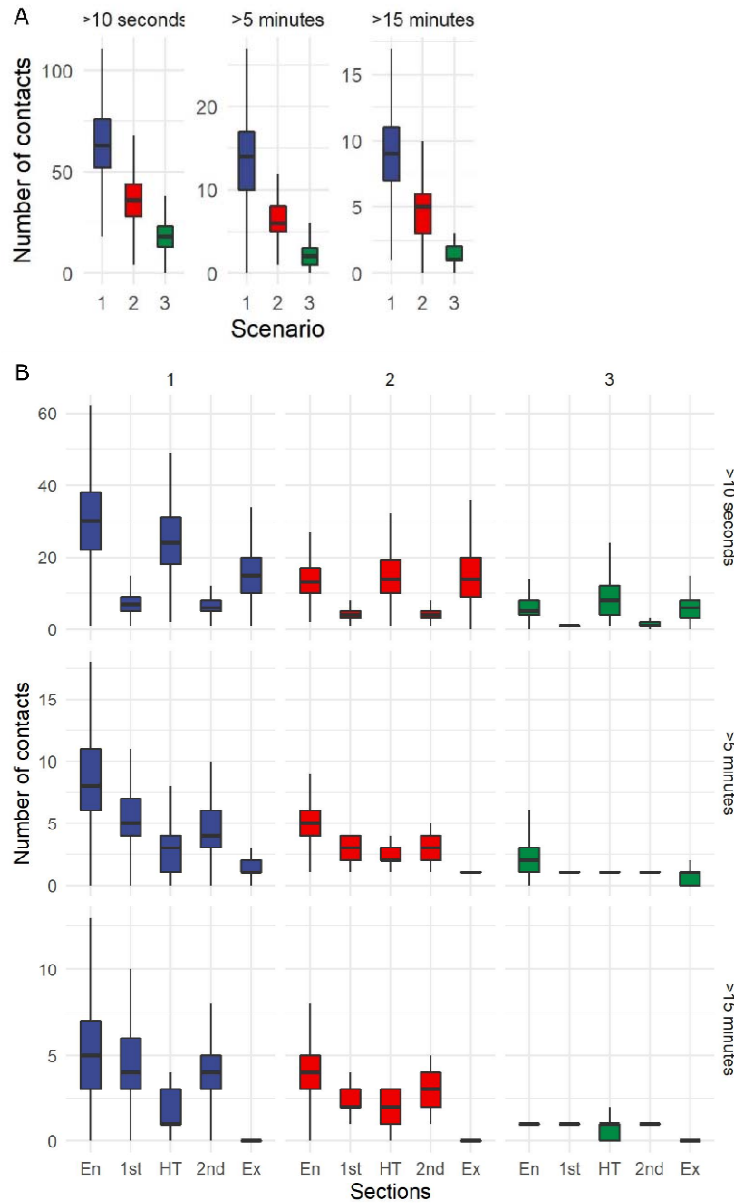 A
>10 seconds >5 minutes >15 minutes
Number of contacts
100
50
0
20
10
0
15
10
5
0
1 2 3 1 2 3 1 2 3
Scenario
B
1 2 3
Number of contacts
60
40
20
0
>10 seconds
15
10
5
0
>5 minutes
10
5
0
>15 minutes
En 1st HT 2nd Ex En 1st HT 2nd Ex En 1st HT 2nd Ex
Sections